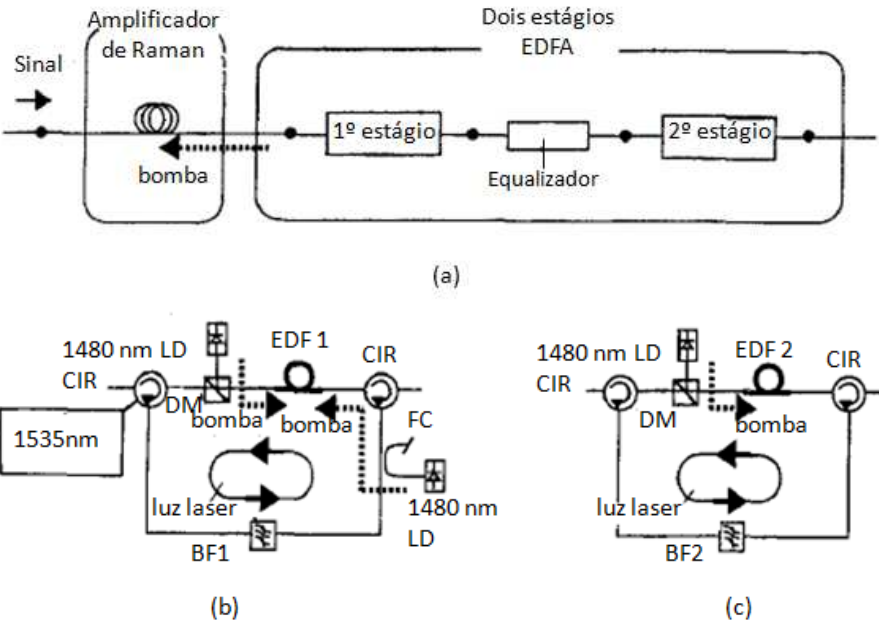 Amplificador
de Raman
Dois estágios
EDFA
Sinal
1º estágio
2º estágio
bomba
Equalizador
(a)
1480 nm LD
CIR
EDF 1
CIR
DM
bomba
bomba
FC
1535nm
luz laser
1480 nm
LD
BF1
(b)
1480 nm LD
CIR
EDF 2
CIR
DM
bomba
luz laser
BF2
(c)